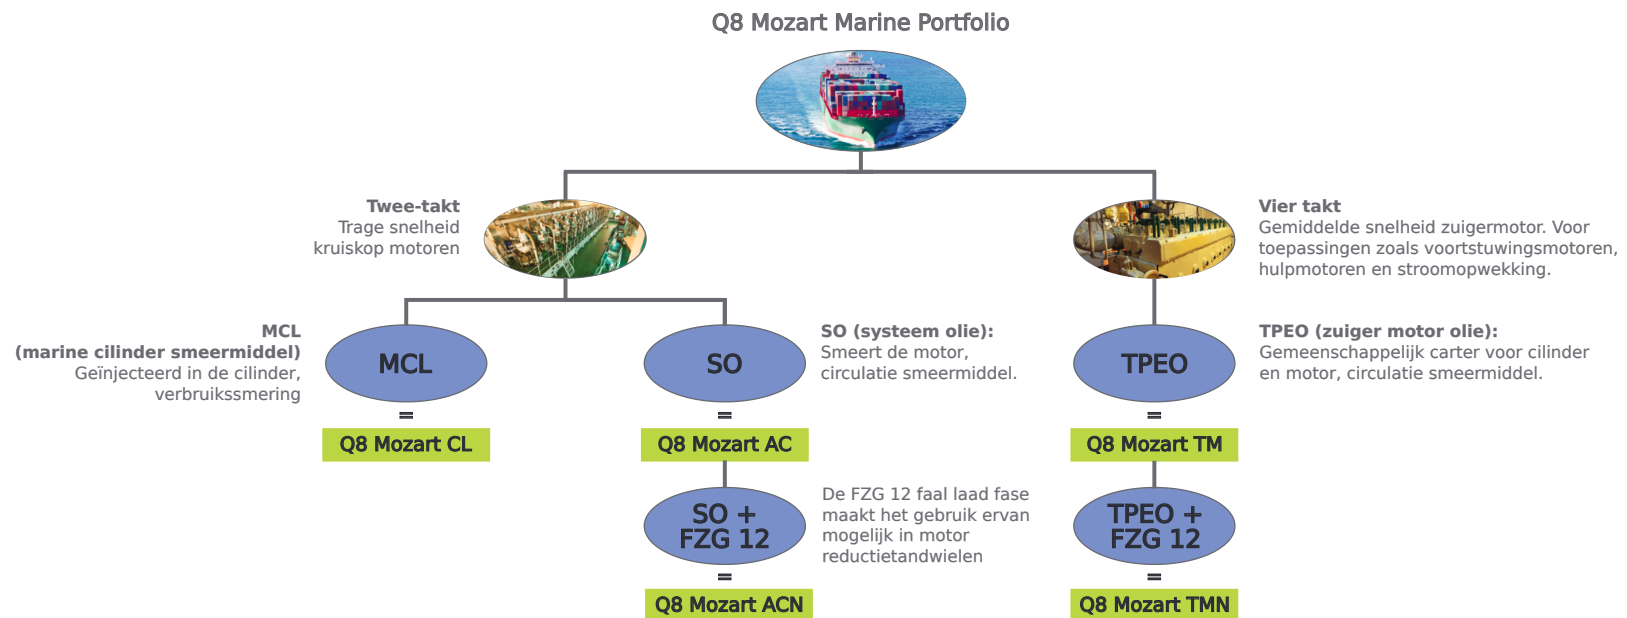 Q8 Mozart Marine Portfolio
Twee-takt
Trage snelheid
kruiskop motoren
Vier takt
Gemiddelde snelheid zuigermotor. Voor
toepassingen zoals voortstuwingsmotoren,
hulpmotoren en stroomopwekking.
MCL
(marine cilinder smeermiddel)
Geïnjecteerd in de cilinder,
verbruikssmering
MCL
=
Q8 Mozart CL
SO
SO (systeem olie):
Smeert de motor,
circulatie smeermiddel.
=
Q8 Mozart AC
TPEO
TPEO (zuiger motor olie):
Gemeenschappelijk carter voor cilinder
en motor, circulatie smeermiddel.
=
Q8 Mozart TM
SO +
FZG 12
De FZG 12 faal laad fase
maakt het gebruik ervan
mogelijk in motor
reductietandwielen
=
Q8 Mozart ACN
TPEO +
FZG 12
=
Q8 Mozart TMN